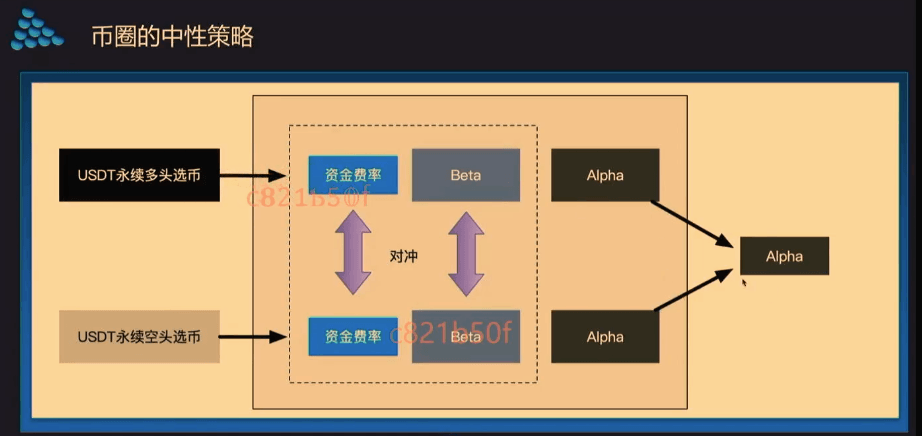 币圈的中性策略
USDT永续多头选币
资金费率
Beta
Alpha
c821b50f
对冲
Alpha
USDT永续空头选币
资金费率
Beta
Alpha
c821b50f